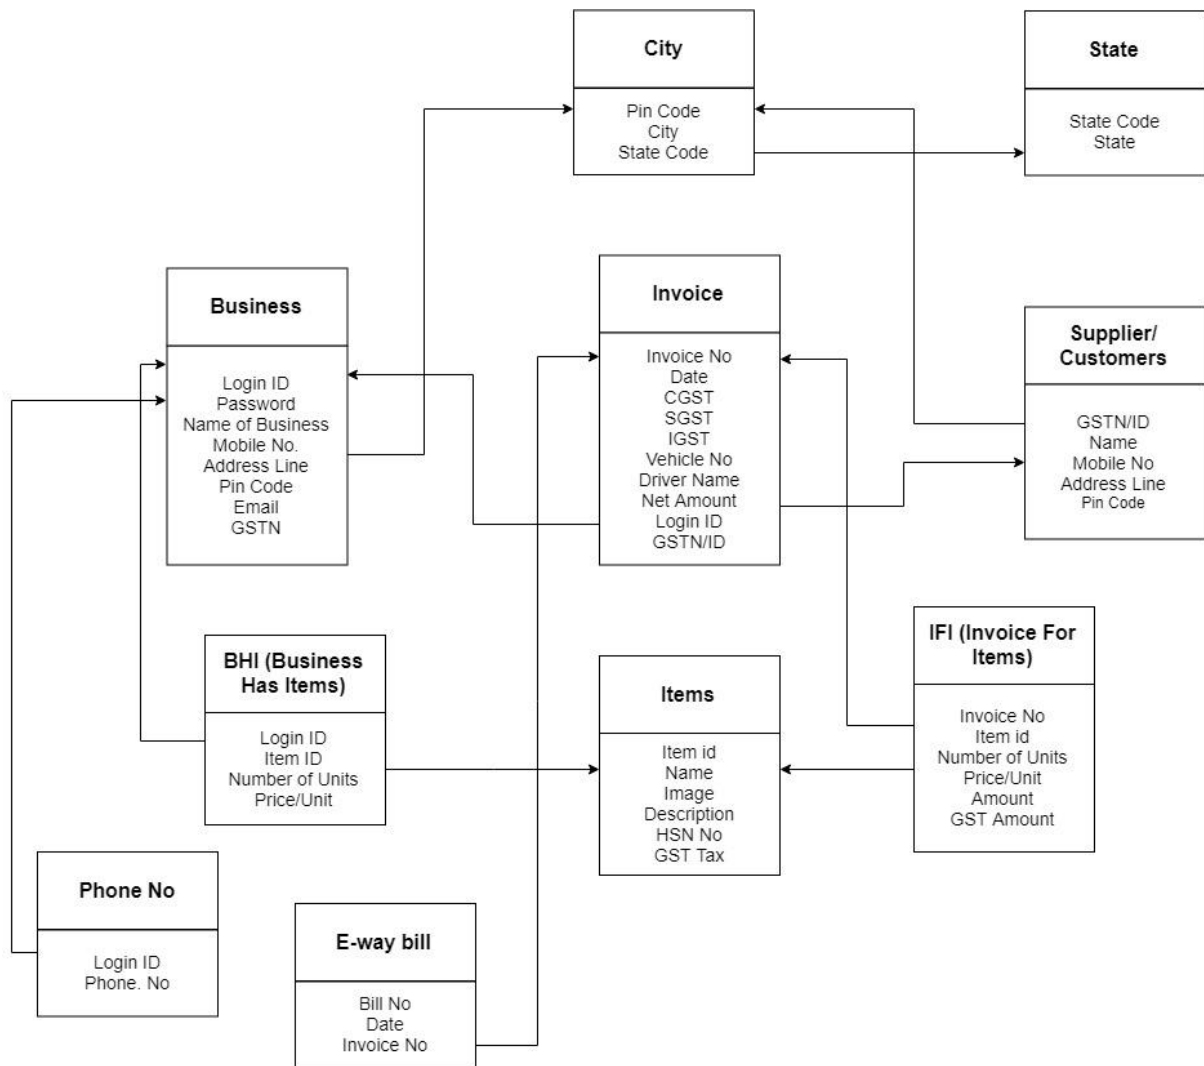 City
Pin Code
City
State Code
State
State Code
State
Business
Login ID
Password
Name of Business
Mobile No.
Address Line
Pin Code
Email
GSTN
Invoice
Invoice No
Date
CGST
SGST
IGST
Vehicle No
Driver Name
Net Amount
Login ID
GSTN/ID
Supplier/
Customers
GSTN/ID
Name
Mobile No
Address Line
Pin Code
BHI (Business
Has Items)
Login ID
Item ID
Number of Units
Price/Unit
Items
Item id
Name
Image
Description
HSN No
GST Tax
IFI (Invoice For
Items)
Invoice No
Item id
Number of Units
Price/Unit
Amount
GST Amount
Phone No
Login ID
Phone. No
E-way bill
Bill No
Date
Invoice No